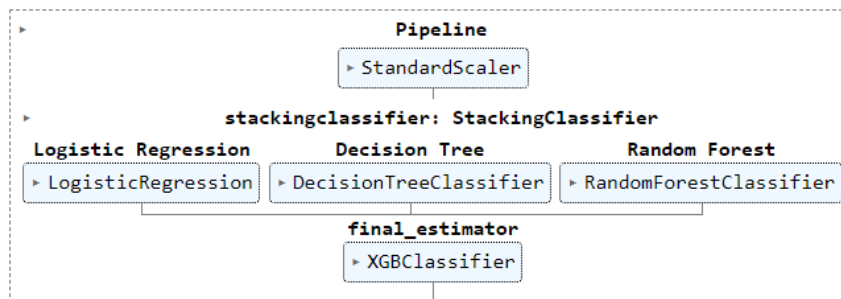 Pipeline
StandardScaler
stackingclassifier: StackingClassifier
Logistic Regression Decision Tree Random Forest
LogisticRegression DecisionTreeClassifier RandomForestClassifier
final_estimator
XGBClassifier